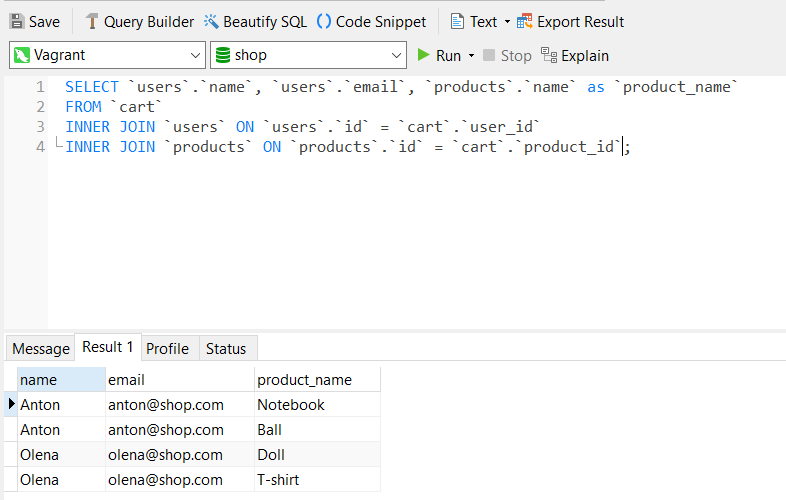 Save Query Builder Beautify SQL Code Snippet Text Export Result
Vagrant shop Run Stop Explain
1 SELECT `users`.`name`, `users`.`email`, `products`.`name` as `product_name`
2 FROM `cart`
3 INNER JOIN `users` ON `users`.`id` = `cart`.`user_id`
4 INNER JOIN `products` ON `products`.`id` = `cart`.`product_id`;
Message Result 1 Profile Status
name email product_name
Anton anton@shop.com Notebook
Anton anton@shop.com Ball
Olena olena@shop.com Doll
Olena olena@shop.com T-shirt